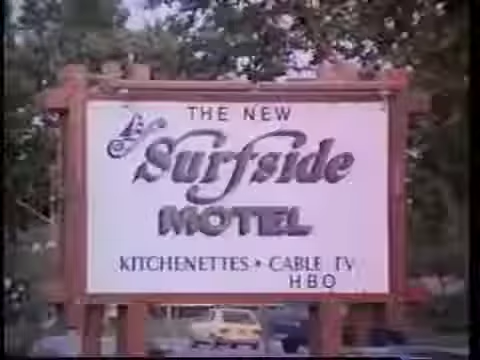 THE NEW
Surfside
MOTEL
KITCHENETTES • CABLE TV
HBO